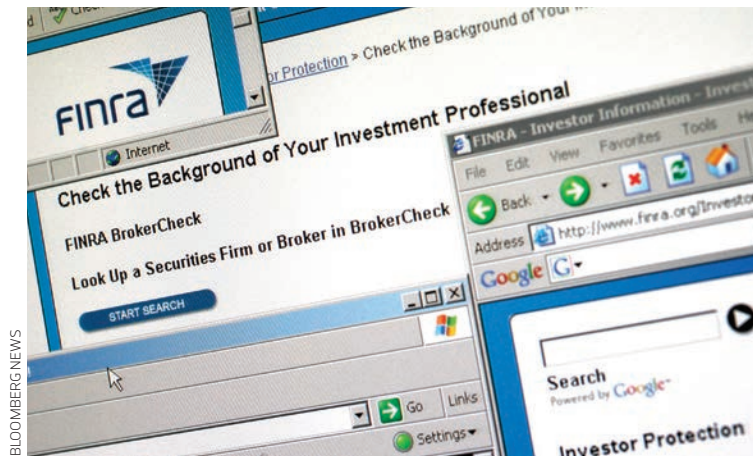 FINra
Internet
or Protection > Check the Background of Your
Check the Background of Your Investment Professional
FINRA BrokerCheck
Look Up a Securities Firm or Broker in BrokerCheck
START SEARCH
FINRA - Investor Information - Inves
File Edit View Favorites Tools H
Back
Address http://www.finra.org/Investor
Google G
Go Links
Settings
Search
Powered by Google
Investor Protection
BLOOMBERG NEWS